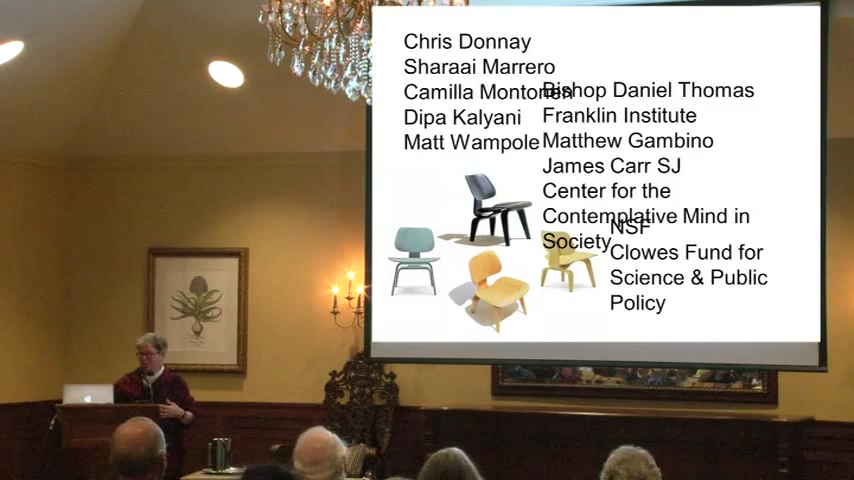 Chris Donnay
Sharaai Marrero
Camilla Montonen
Dipa Kalyani
Matt Wampole
Bishop Daniel Thomas
Franklin Institute
Matthew Gambino
James Carr SJ
Center for the
Contemplative Mind in
Society
NSF
Clowes Fund for
Science & Public
Policy